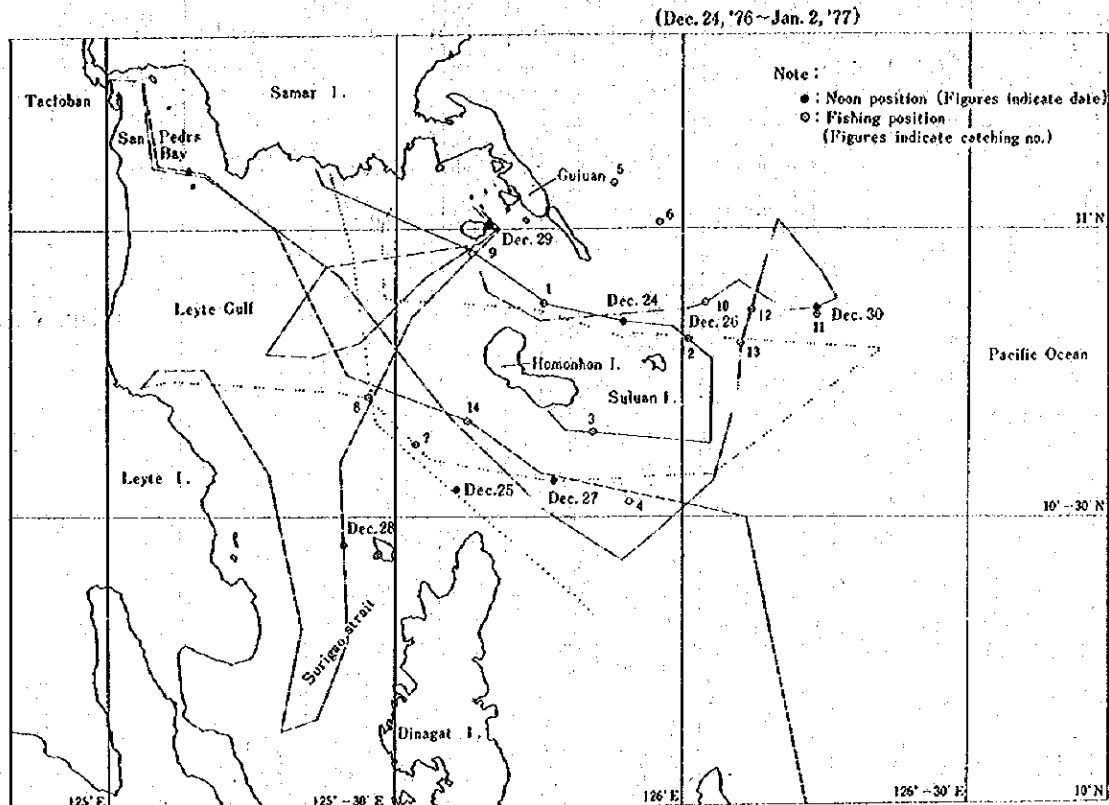 (Dec. 24, '76~Jan. 2, '77)
Note :
● : Noon position (Figures indicate date)
○ : Fishing position
(Figures indicate catching no.)
Tacloban
Samar I.
San Pedro
Bay
Guiuan
5
6
11°N
Dec. 29
9
Leyte Gulf
1
Dec. 24
10
Dec. 26
12
11
Dec. 30
2
13
Homonhon I.
Suluan I.
Pacific Ocean
8
14
3
7
Leyte I.
Dec. 25
Dec. 27
4
10°-30'N
Dec. 28
Surigao strait
Dinagat I.
125°E
125°-30'E
126°E
126°-30'E
10°N